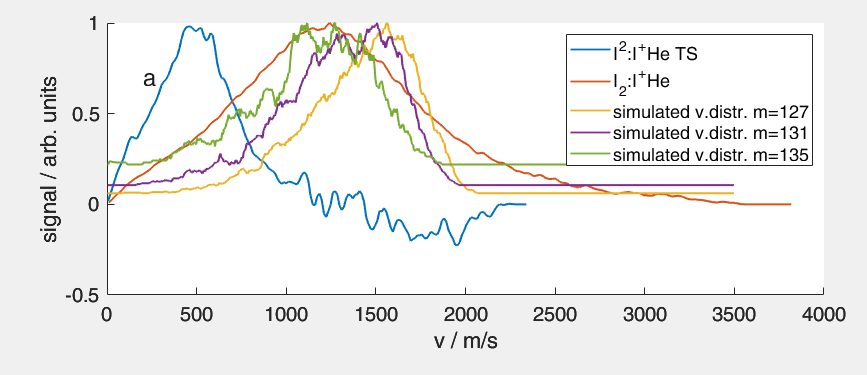 a
signal / arb. units
1
0.5
0
-0.5
0 500 1000 1500 2000 2500 3000 3500 4000
v / m/s
I²:I⁺He TS
I₂:I⁺He
simulated v.distr. m=127
simulated v.distr. m=131
simulated v.distr. m=135